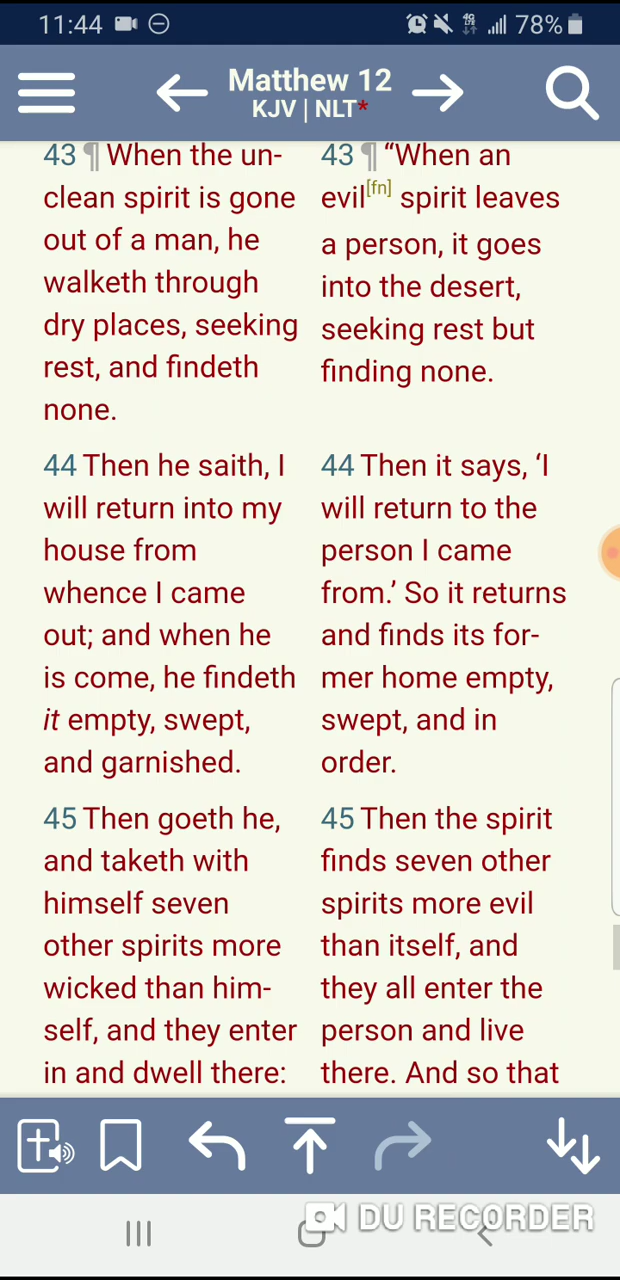 11:44
78%
Matthew 12
KJV | NLT*
43 ¶ When the un-
clean spirit is gone
out of a man, he
walketh through
dry places, seeking
rest, and findeth
none.
44 Then he saith, I
will return into my
house from
whence I came
out; and when he
is come, he findeth
it empty, swept,
and garnished.
45 Then goeth he,
and taketh with
himself seven
other spirits more
wicked than him-
self, and they enter
in and dwell there:
43 ¶ “When an
evil[fn] spirit leaves
a person, it goes
into the desert,
seeking rest but
finding none.
44 Then it says, ‘I
will return to the
person I came
from.’ So it returns
and finds its for-
mer home empty,
swept, and in
order.
45 Then the spirit
finds seven other
spirits more evil
than itself, and
they all enter the
person and live
there. And so that
DU RECORDER